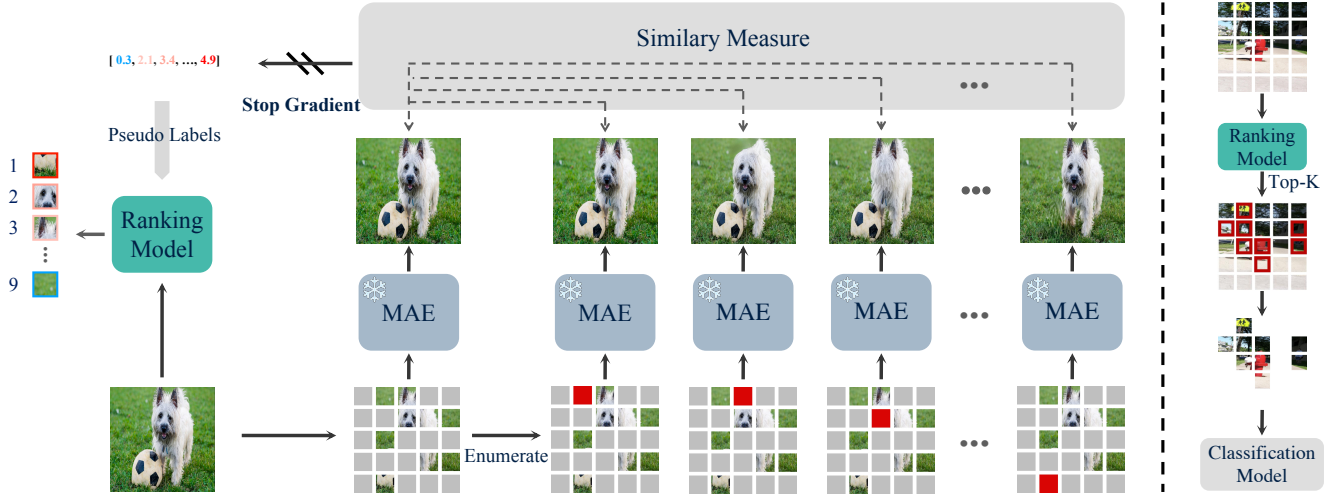 Similary Measure
[ 0.3, 2.1, 3.4, ..., 4.9]
Stop Gradient
Pseudo Labels
1
2
3
9
Ranking
Model
MAE
MAE
MAE
MAE
MAE
Enumerate
Ranking
Model
Top-K
Classification
Model